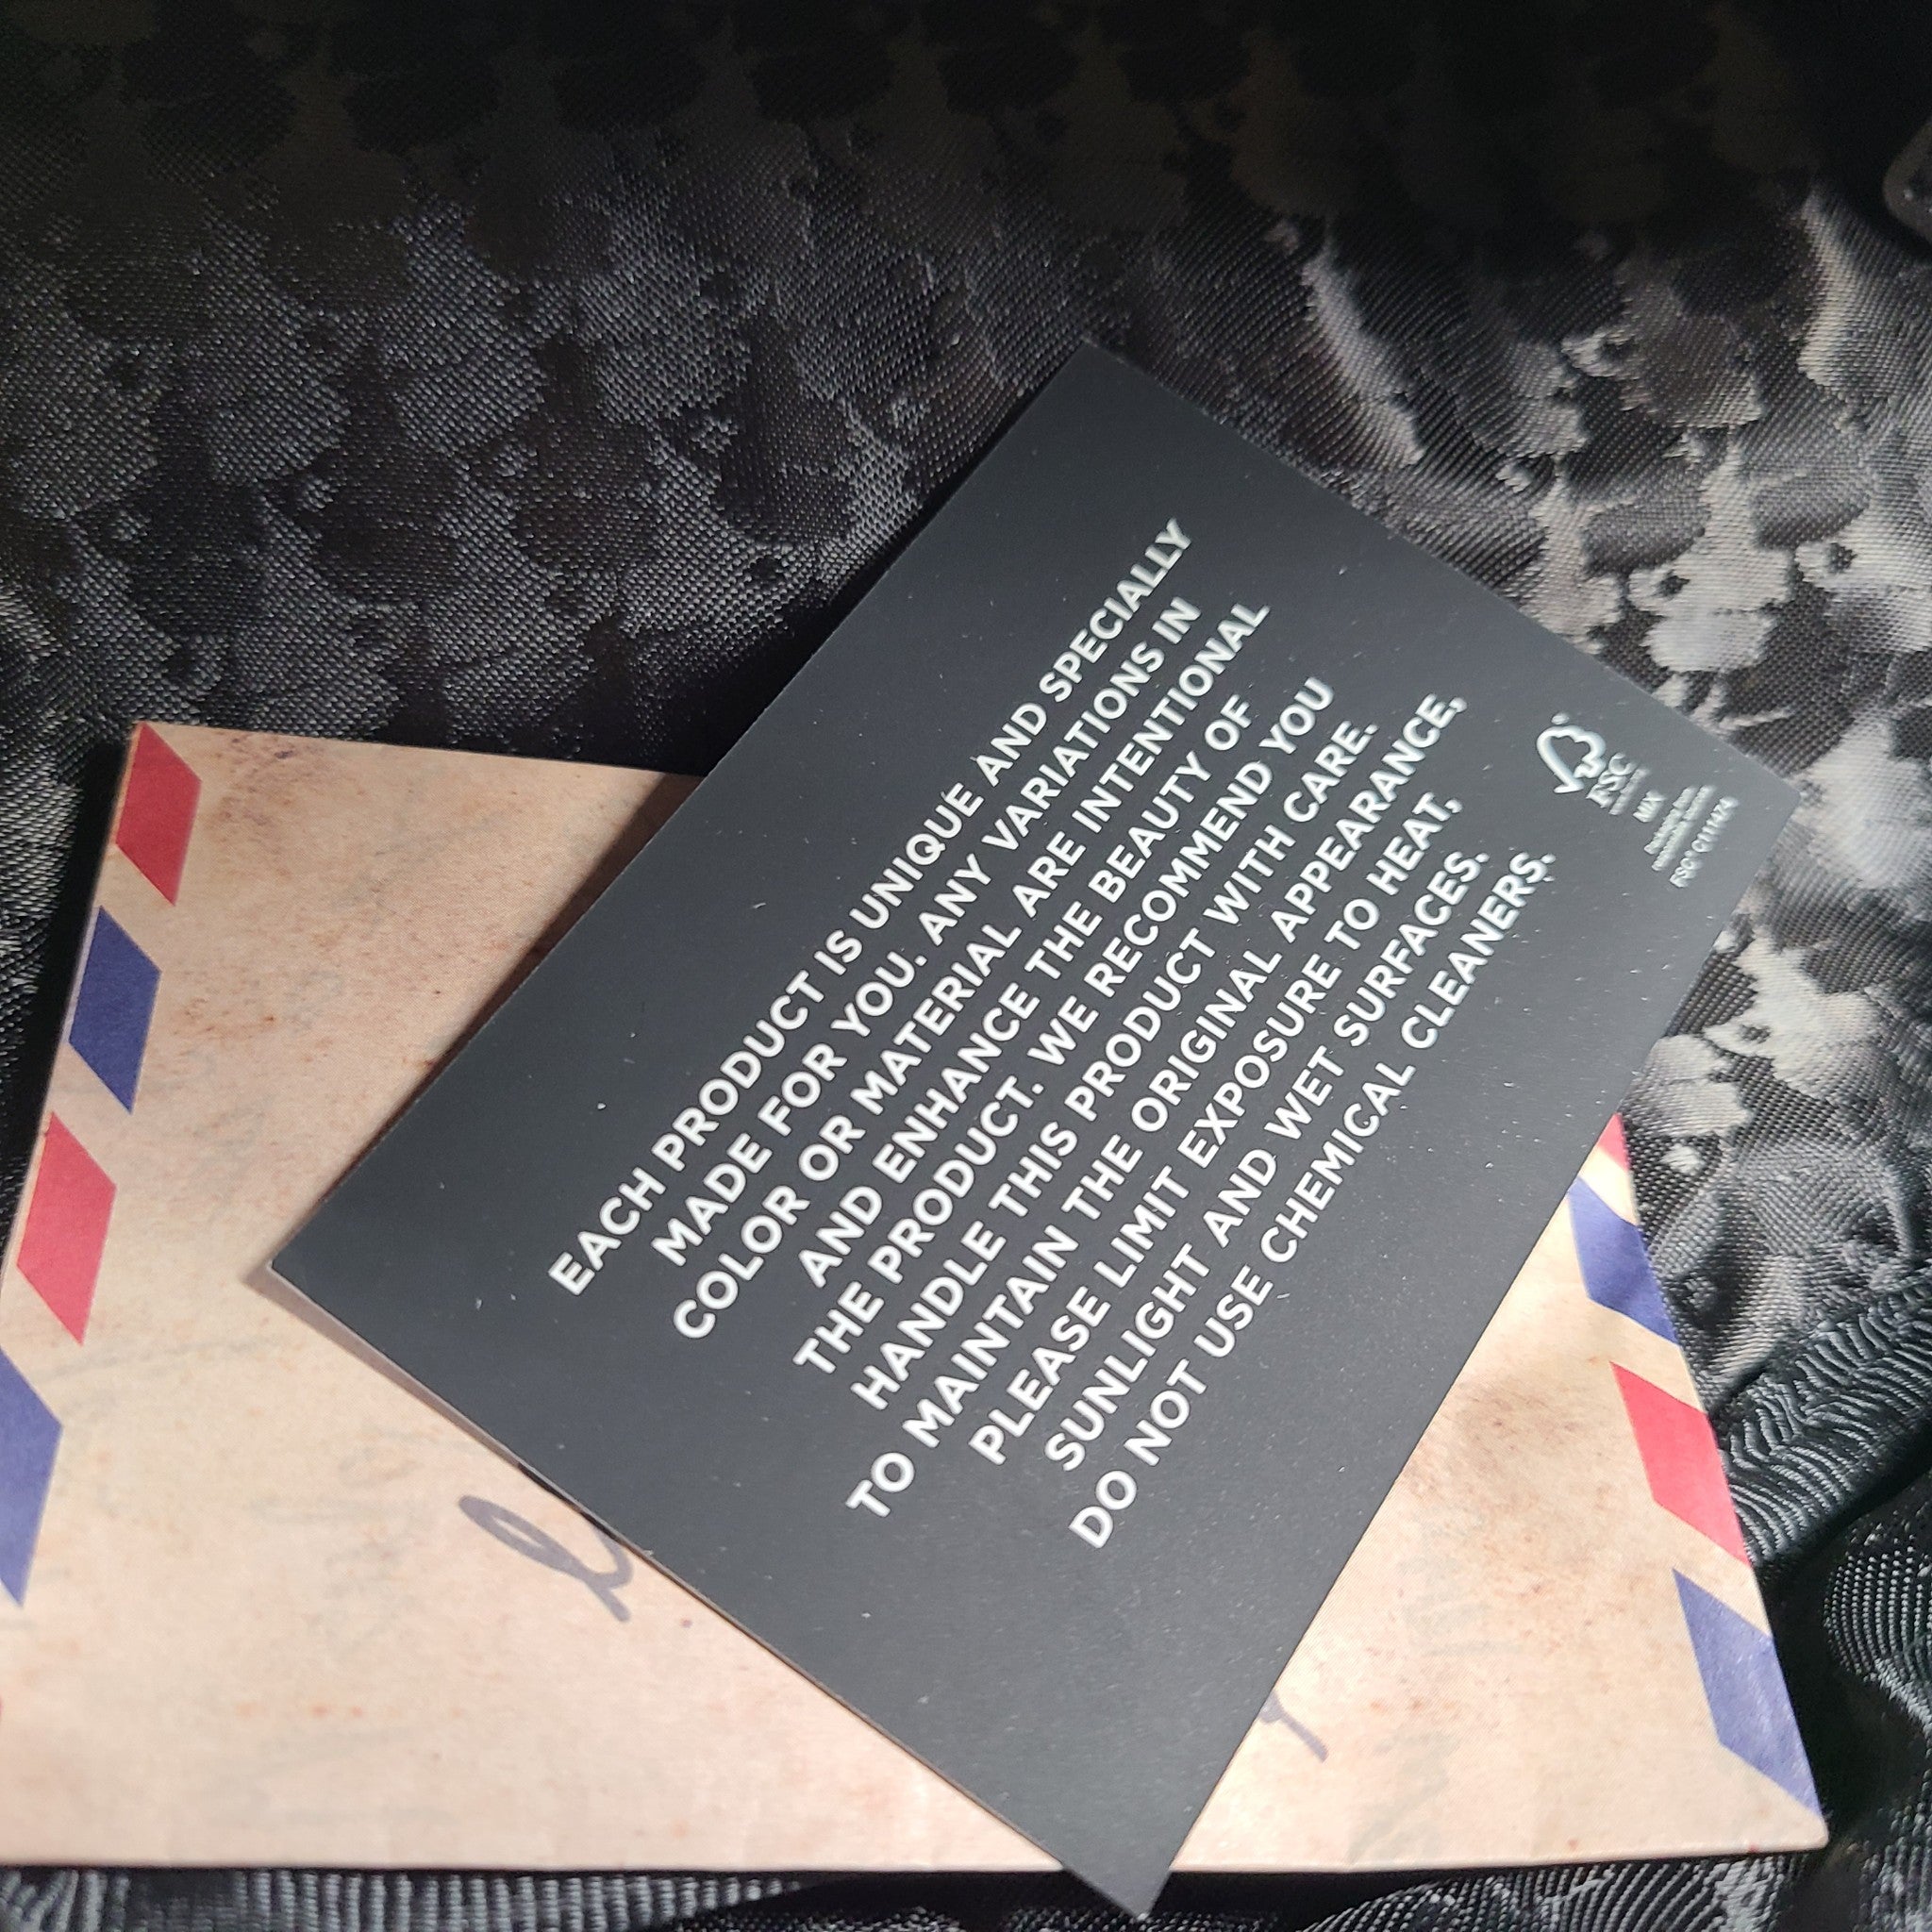 EACH PRODUCT IS UNIQUE AND SPECIALLY
MADE FOR YOU. ANY VARIATIONS IN
COLOR OR MATERIAL ARE INTENTIONAL
AND ENHANCE THE BEAUTY OF
THE PRODUCT. WE RECOMMEND YOU
HANDLE THIS PRODUCT WITH CARE.
TO MAINTAIN THE ORIGINAL APPEARANCE,
PLEASE LIMIT EXPOSURE TO HEAT,
SUNLIGHT AND WET SURFACES.
DO NOT USE CHEMICAL CLEANERS.
FSC
MIX